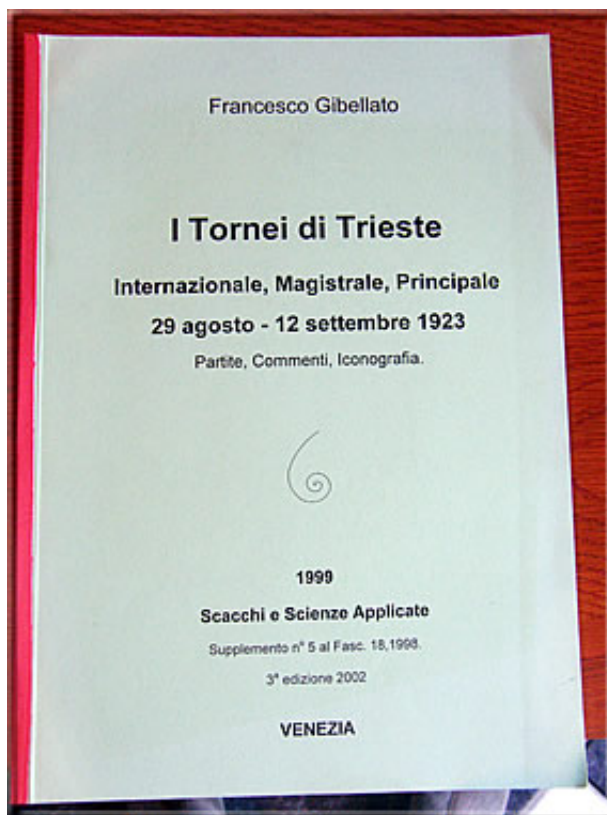 Francesco Gibellato
I Tornei di Trieste
Internazionale, Magistrale, Principale
29 agosto - 12 settembre 1923
Partite, Commenti, Iconografia.
1999
Scacchi e Scienze Applicate
Supplemento n° 5 al Fasc. 18,1998.
3ª edizione 2002
VENEZIA